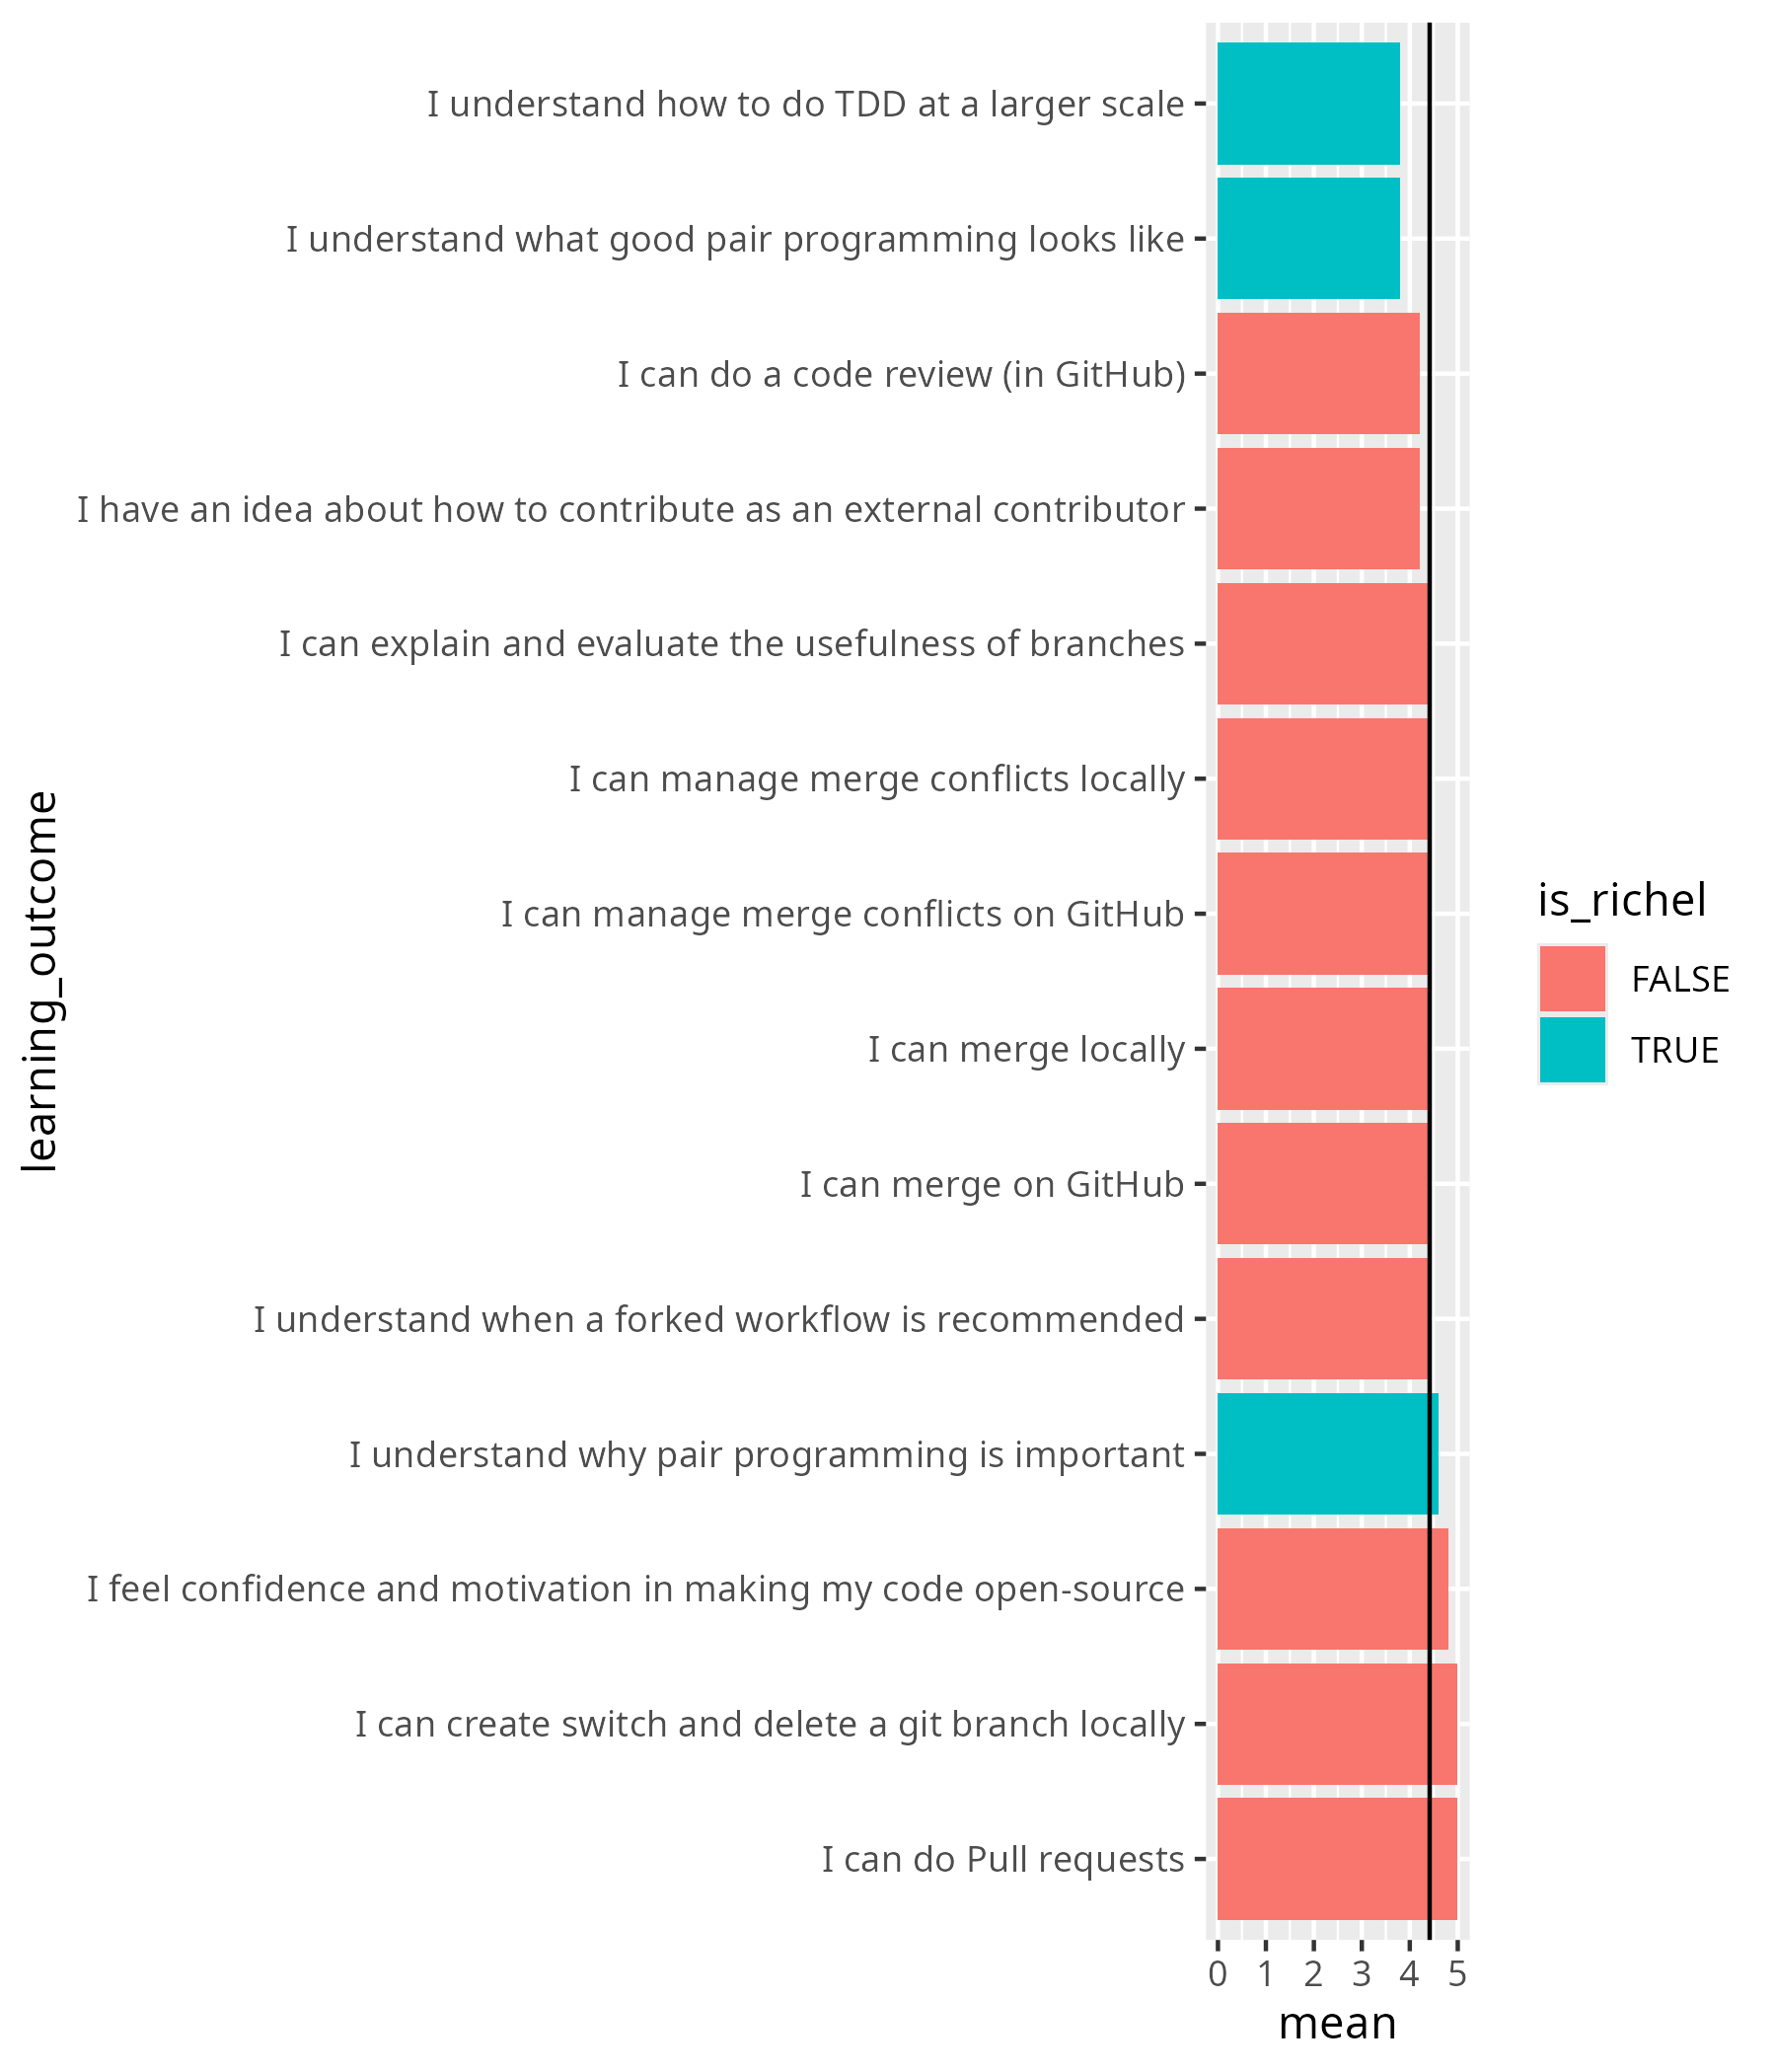 I understand how to do TDD at a larger scale
I understand what good pair programming looks like
I can do a code review (in GitHub)
I have an idea about how to contribute as an external contributor
I can explain and evaluate the usefulness of branches
I can manage merge conflicts locally
I can manage merge conflicts on GitHub
I can merge locally
I can merge on GitHub
I understand when a forked workflow is recommended
I understand why pair programming is important
I feel confidence and motivation in making my code open-source
I can create switch and delete a git branch locally
I can do Pull requests
learning_outcome
0 1 2 3 4 5
mean
is_richel
FALSE
TRUE